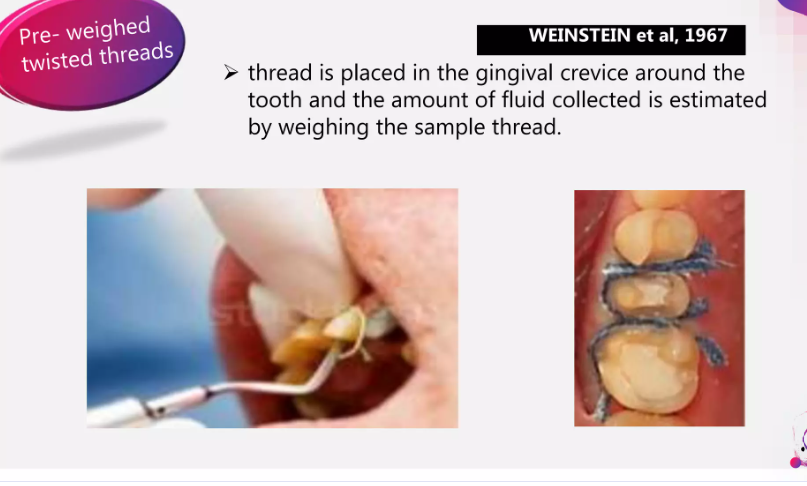 Pre- weighed
twisted threads
WEINSTEIN et al, 1967
➢ thread is placed in the gingival crevice around the
tooth and the amount of fluid collected is estimated
by weighing the sample thread.